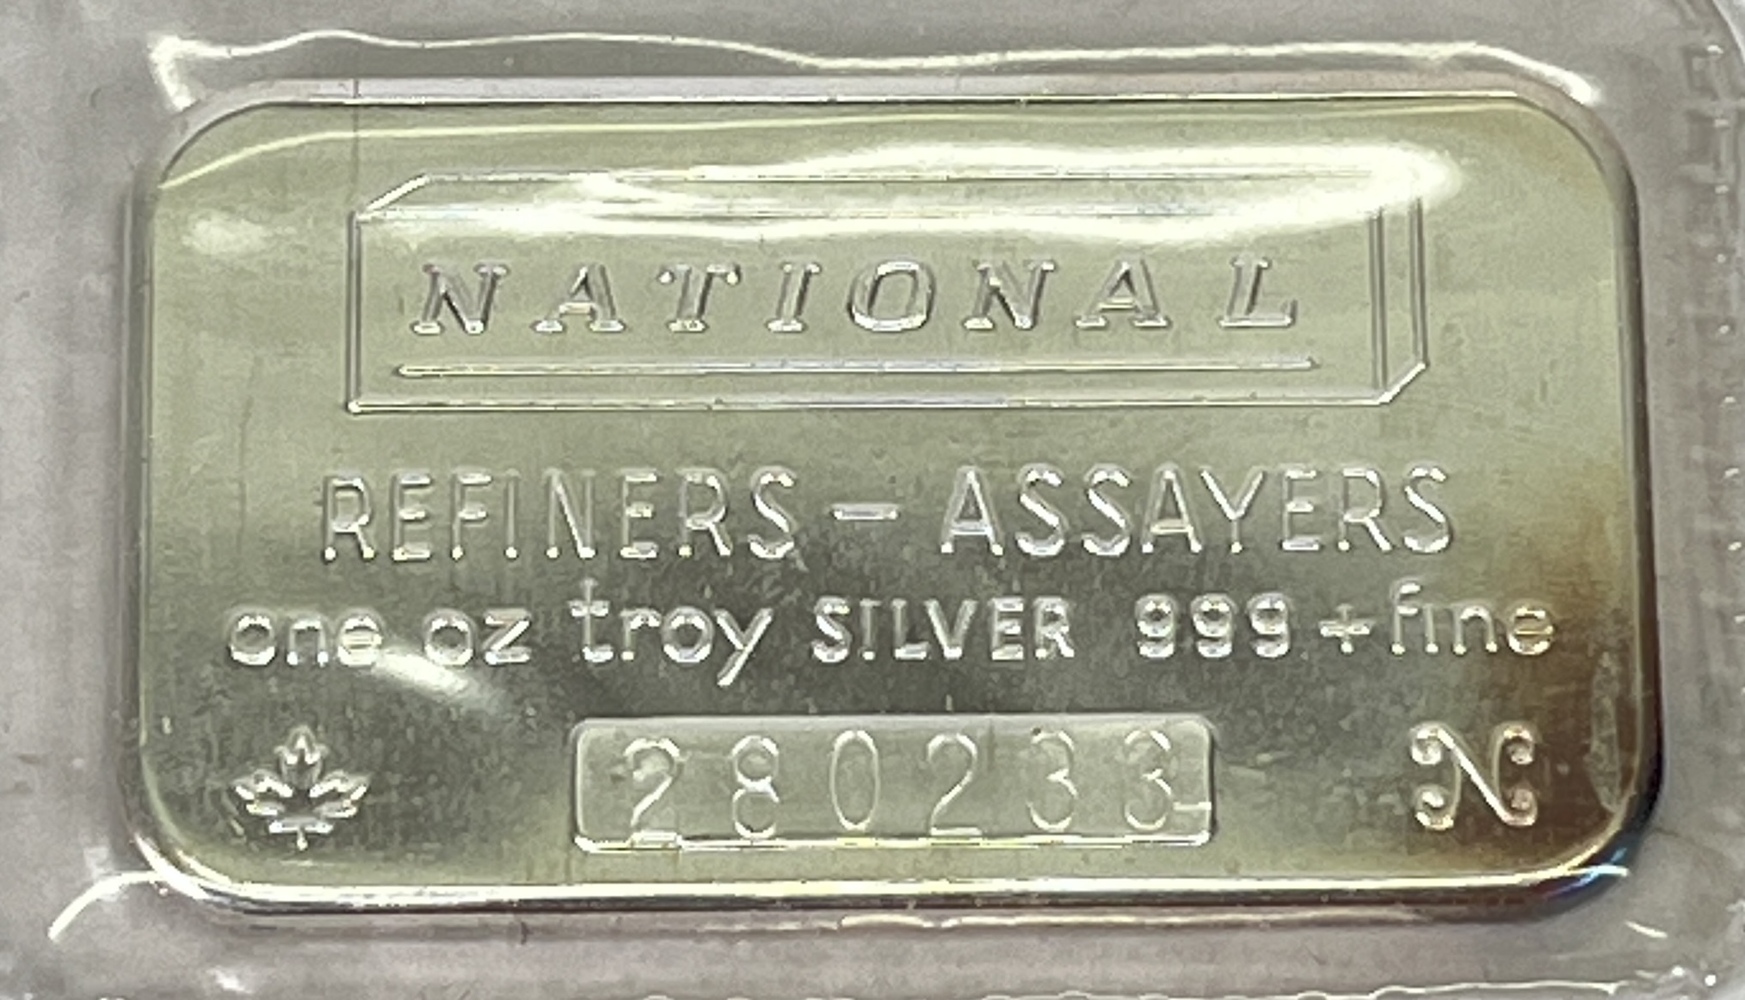 NATIONAL
REFINERS - ASSAYERS
one oz troy SILVER 999+fine
280233 N